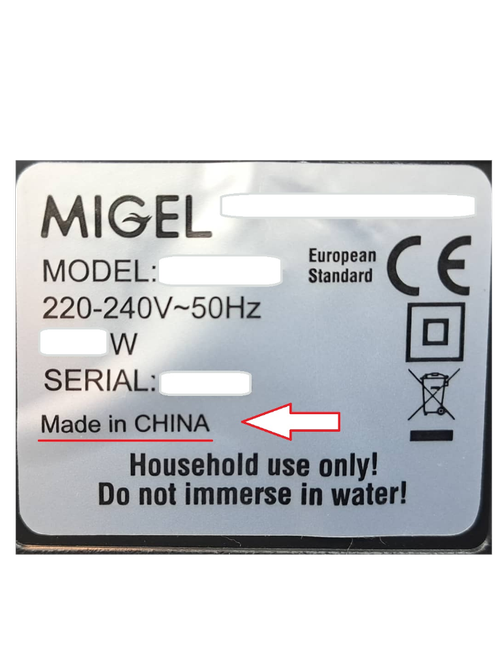 MIGEL
MODEL:
European
Standard
CE
220-240V~50Hz
W
SERIAL:
Made in CHINA
Household use only!
Do not immerse in water!